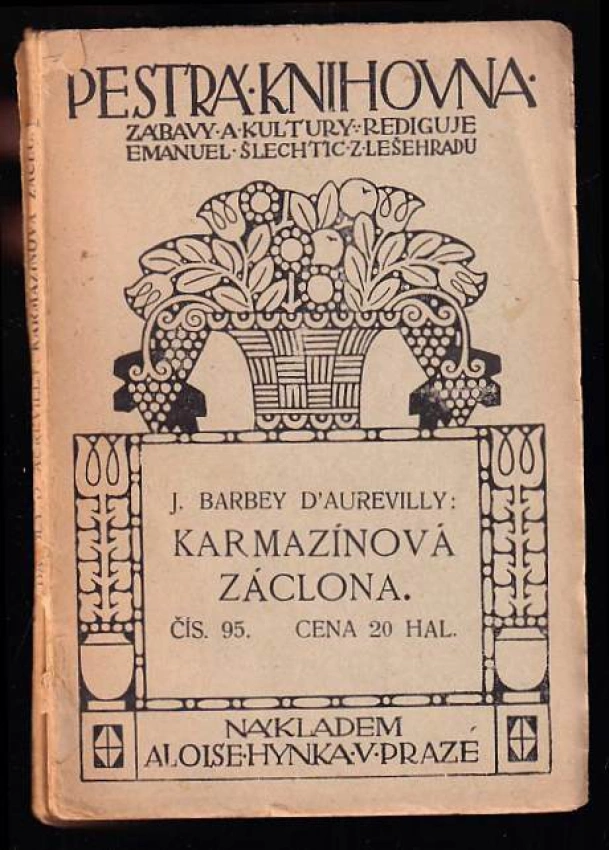 PESTRÁ·KNIHOVNA·
ZÁBAVY·A·KULTURY·:·REDIGUJE
EMANUEL·ŠLECHTIC·Z·LEŠEHRADU
J. BARBEY D'AUREVILLY:
KARMAZÍNOVÁ
ZÁCLONA.
ČÍS. 95. CENA 20 HAL.
NÁKLADEM
ALOISE·HYNKA·V·PRAZE
KARMAZÍNOVÁ